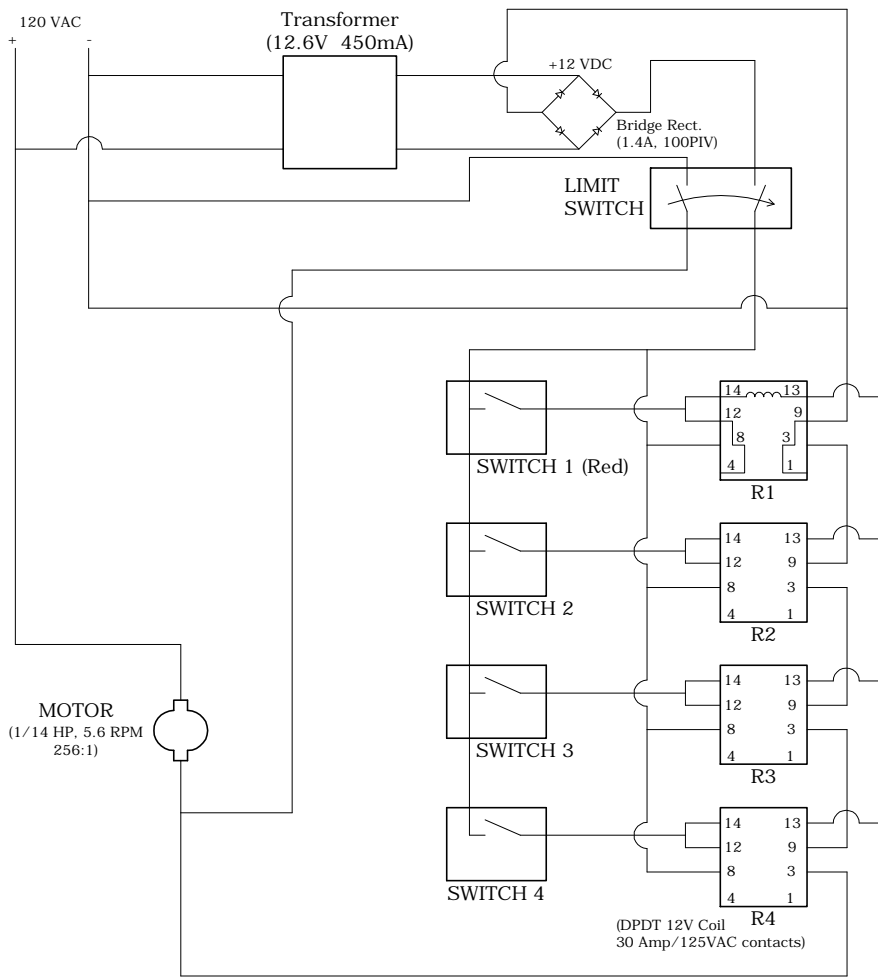 120 VAC
+ -
Transformer
(12.6V 450mA)
+12 VDC
Bridge Rect.
(1.4A, 100PIV)
LIMIT
SWITCH
SWITCH 1 (Red)
14 13
12 9
8 3
4 1
R1
SWITCH 2
14 13
12 9
8 3
4 1
R2
MOTOR
(1/14 HP, 5.6 RPM
256:1)
SWITCH 3
14 13
12 9
8 3
4 1
R3
SWITCH 4
14 13
12 9
8 3
4 1
R4
(DPDT 12V Coil
30 Amp/125VAC contacts)